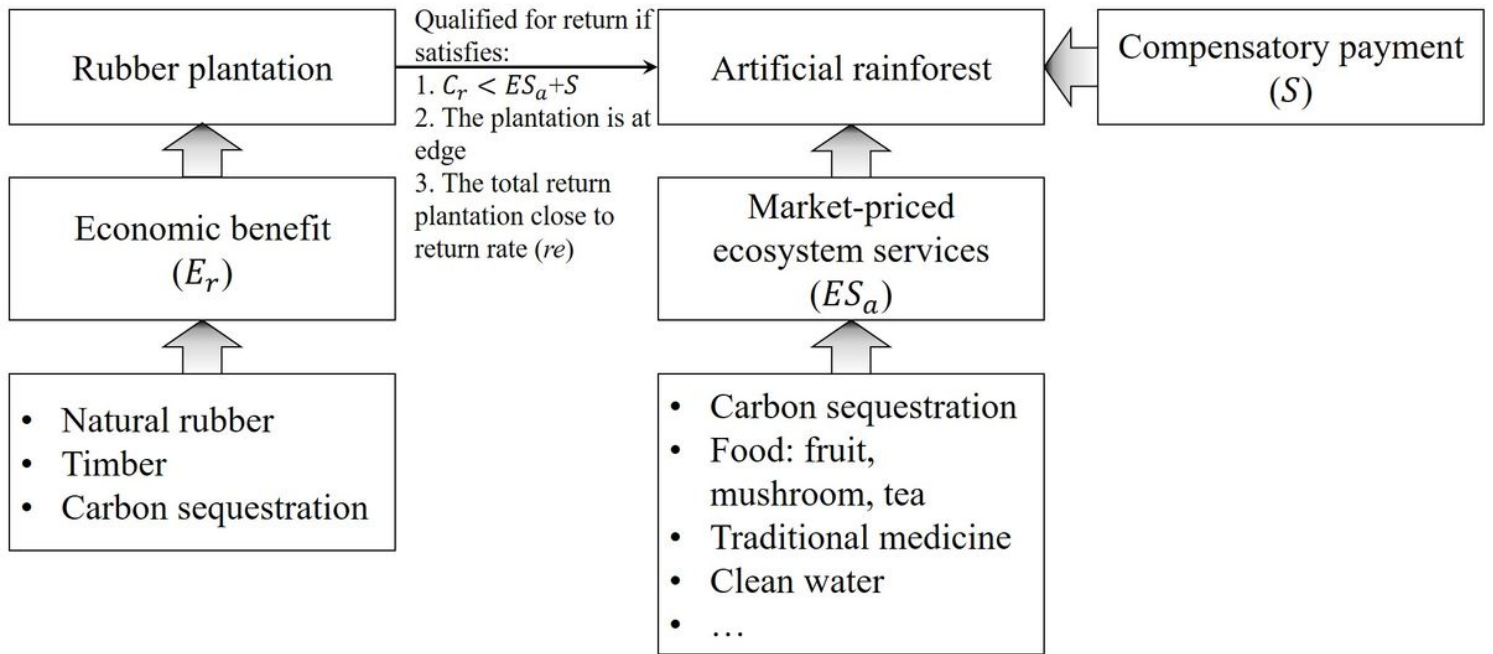 Rubber plantation
Qualified for return if
satisfies:
1. C_r < ES_a+S
2. The plantation is at
edge
3. The total return
plantation close to
return rate (re)
Artificial rainforest
Compensatory payment
(S)
Economic benefit
(E_r)
Market-priced
ecosystem services
(ES_a)
• Natural rubber
• Timber
• Carbon sequestration
• Carbon sequestration
• Food: fruit,
mushroom, tea
• Traditional medicine
• Clean water
• …